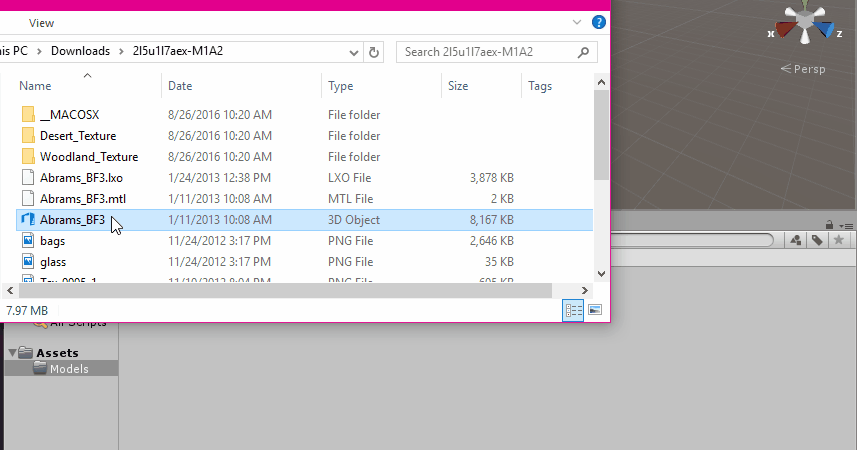 View
?
his PC > Downloads > 2I5u1I7aex-M1A2
Search 2I5u1I7aex-M1A2
Name Date Type Size Tags
__MACOSX 8/26/2016 10:20 AM File folder
Desert_Texture 8/26/2016 10:20 AM File folder
Woodland_Texture 8/26/2016 10:20 AM File folder
Abrams_BF3.lxo 1/24/2013 12:38 PM LXO File 3,878 KB
Abrams_BF3.mtl 1/11/2013 10:08 AM MTL File 2 KB
Abrams_BF3 1/11/2013 10:08 AM 3D Object 8,167 KB
bags 11/24/2012 3:17 PM PNG File 2,646 KB
glass 11/24/2012 3:17 PM PNG File 35 KB
7.97 MB
x z
< Persp
All Scripts
Assets
Models